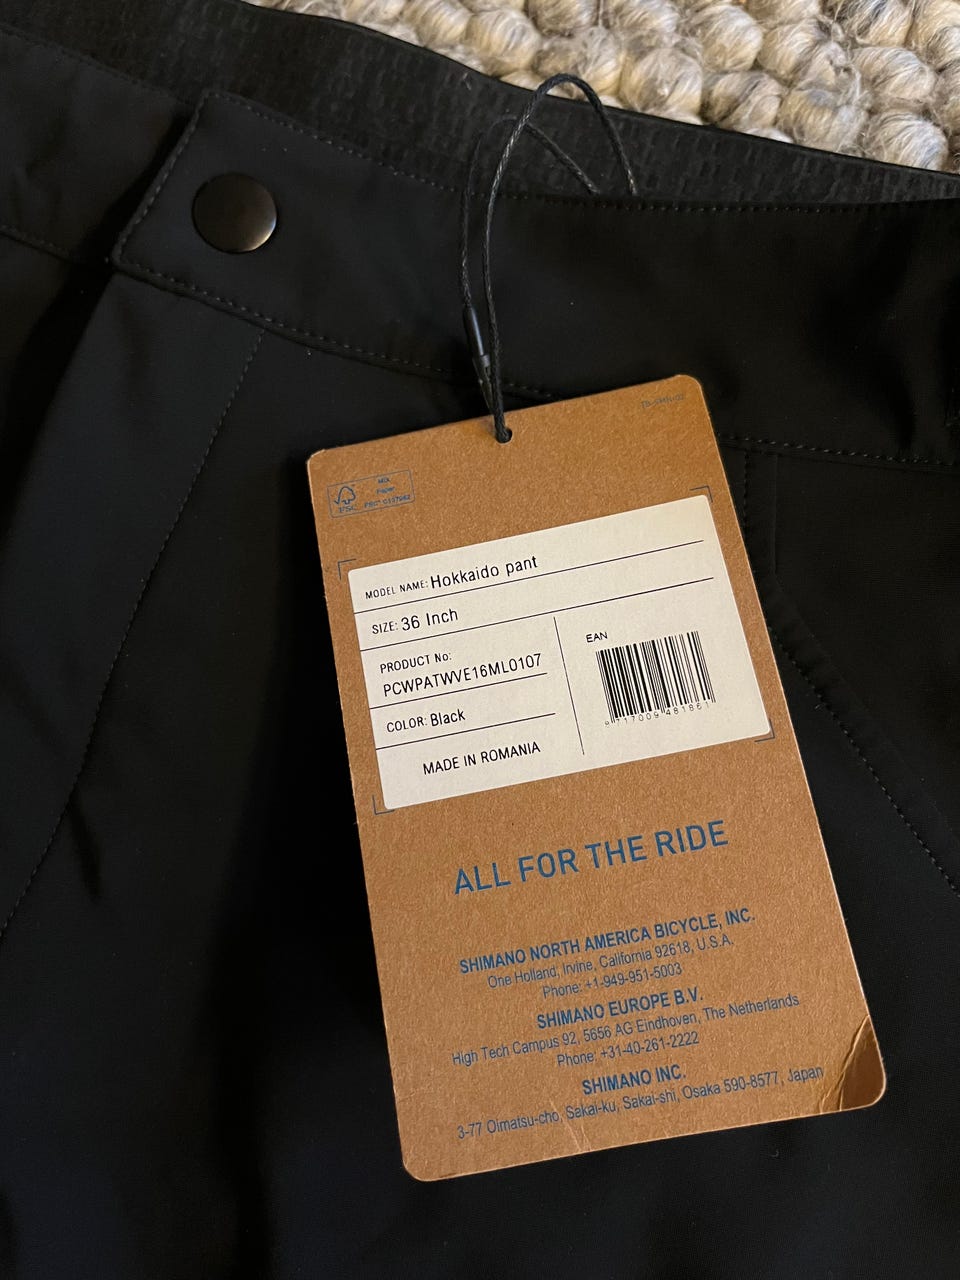 MIX
Paper
FSC
MODEL NAME: Hokkaido pant
SIZE: 36 Inch
PRODUCT No:
PCWPATWVE16ML0107
COLOR: Black
MADE IN ROMANIA
EAN
ALL FOR THE RIDE
SHIMANO NORTH AMERICA BICYCLE, INC.
One Holland, Irvine, California 92618, U.S.A.
Phone: +1-949-951-5003
SHIMANO EUROPE B.V.
High Tech Campus 92, 5656 AG Eindhoven, The Netherlands
Phone: +31-40-261-2222
SHIMANO INC.
3-77 Oimatsu-cho, Sakai-ku, Sakai-shi, Osaka 590-8577, Japan